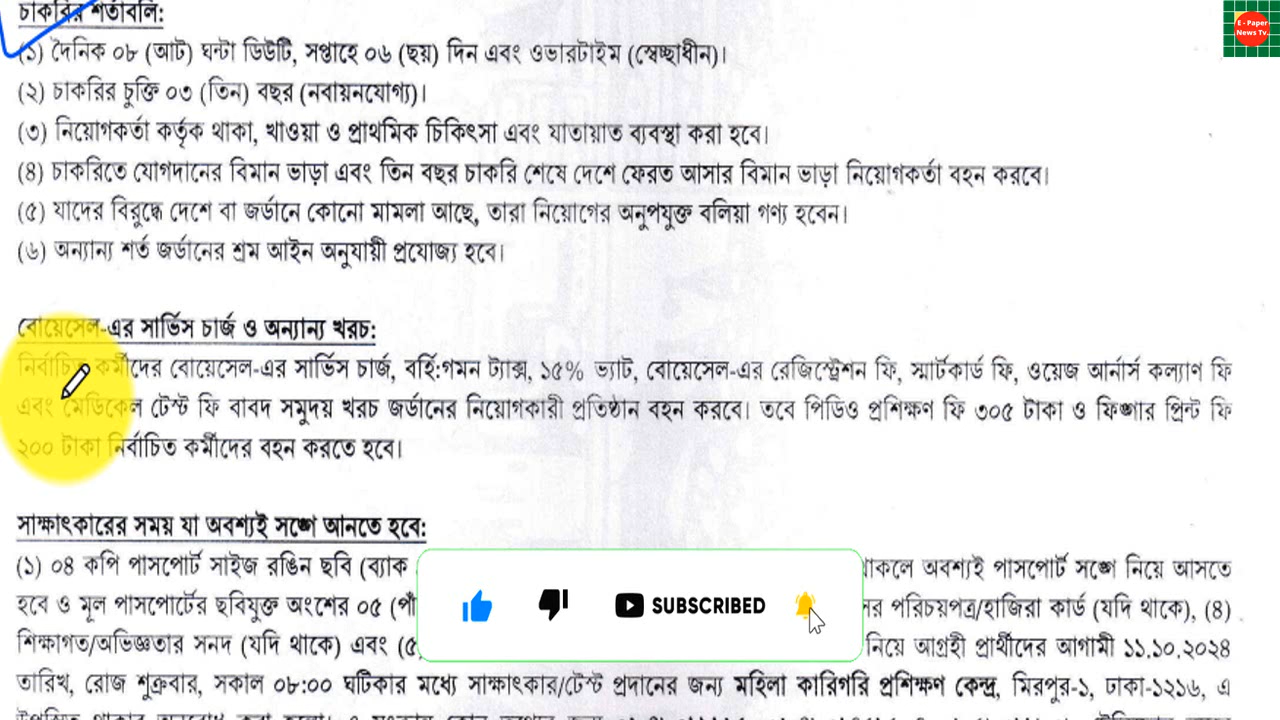 চাকরির শর্তাবলি:
E - Paper
News Tv.
(১) দৈনিক ০৮ (আট) ঘন্টা ডিউটি, সপ্তাহে ০৬ (ছয়) দিন এবং ওভারটাইম (স্বেচ্ছাধীন)।
(২) চাকরির চুক্তি ০৩ (তিন) বছর (নবায়নযোগ্য)।
(৩) নিয়োগকর্তা কর্তৃক থাকা, খাওয়া ও প্রাথমিক চিকিৎসা এবং যাতায়াত ব্যবস্থা করা হবে।
(৪) চাকরিতে যোগদানের বিমান ভাড়া এবং তিন বছর চাকরি শেষে দেশে ফেরত আসার বিমান ভাড়া নিয়োগকর্তা বহন করবে।
(৫) যাদের বিরুদ্ধে দেশে বা জর্ডানে কোনো মামলা আছে, তারা নিয়োগের অনুপযুক্ত বলিয়া গণ্য হবেন।
(৬) অন্যান্য শর্ত জর্ডানের শ্রম আইন অনুযায়ী প্রযোজ্য হবে।
বোয়েসেল-এর সার্ভিস চার্জ ও অন্যান্য খরচ:
নির্বাচিত কর্মীদের বোয়েসেল-এর সার্ভিস চার্জ, বর্হি:গমন ট্যাক্স, ১৫% ভ্যাট, বোয়েসেল-এর রেজিস্ট্রেশন ফি, স্মার্টকার্ড ফি, ওয়েজ আর্নার্স কল্যাণ ফি
এবং মেডিকেল টেস্ট ফি বাবদ সমুদয় খরচ জর্ডানের নিয়োগকারী প্রতিষ্ঠান বহন করবে। তবে পিডিও প্রশিক্ষণ ফি ৩০৫ টাকা ও ফিঙ্গার প্রিন্ট ফি
২০০ টাকা নির্বাচিত কর্মীদের বহন করতে হবে।
সাক্ষাৎকারের সময় যা অবশ্যই সঙ্গে আনতে হবে:
(১) ০৪ কপি পাসপোর্ট সাইজ রঙিন ছবি (ব্যাক থাকলে অবশ্যই পাসপোর্ট সঙ্গে নিয়ে আসতে
হবে ও মূল পাসপোর্টের ছবিযুক্ত অংশের ০৫ পরিচয়পত্র/হাজিরা কার্ড (যদি থাকে), (৪)
SUBSCRIBED
শিক্ষাগত/অভিজ্ঞতার সনদ (যদি থাকে) এবং (৫ নিয়ে আগ্রহী প্রার্থীদের আগামী ১১.১০.২০২৪
তারিখ, রোজ শুক্রবার, সকাল ০৮:০০ ঘটিকার মধ্যে সাক্ষাৎকার/টেস্ট প্রদানের জন্য মহিলা কারিগরি প্রশিক্ষণ কেন্দ্র, মিরপুর-১, ঢাকা-১২১৬, এ